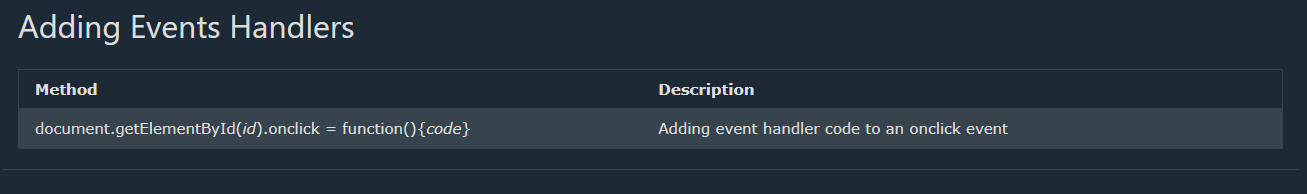 Adding Events Handlers
Method Description
document.getElementById(id).onclick = function(){code} Adding event handler code to an onclick event